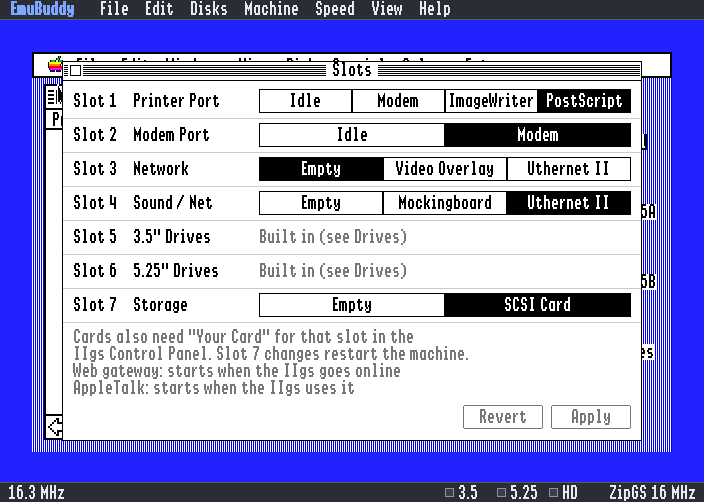 EmuBuddy File Edit Disks Machine Speed View Help
Slots
Slot 1 Printer Port Idle Modem ImageWriter PostScript
Slot 2 Modem Port Idle Modem
Slot 3 Network Empty Video Overlay Uthernet II
Slot 4 Sound / Net Empty Mockingboard Uthernet II
5A
Slot 5 3.5" Drives Built in (see Drives)
Slot 6 5.25" Drives Built in (see Drives)
5B
Slot 7 Storage Empty SCSI Card
Cards also need "Your Card" for that slot in the
IIgs Control Panel. Slot 7 changes restart the machine.
Web gateway: starts when the IIgs goes online
AppleTalk: starts when the IIgs uses it
Revert Apply
16.3 MHz 3.5 5.25 HD ZipGS 16 MHz